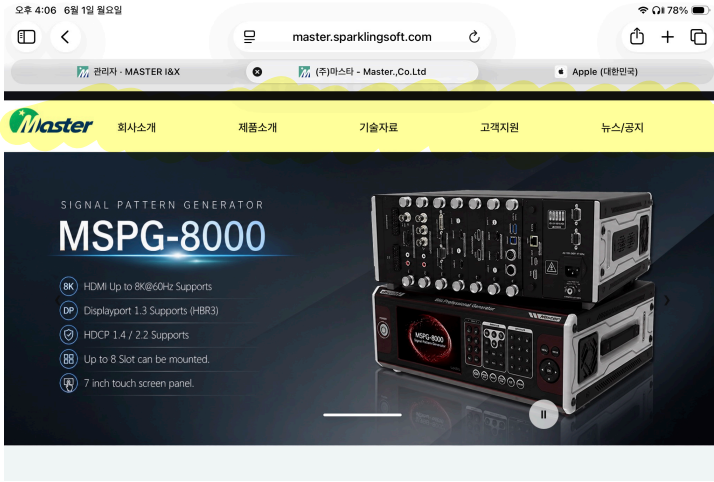 오후 4:06 6월 1일 월요일
78%
master.sparklingsoft.com
관리자 · MASTER I&X
(주)마스타 - Master.,Co.Ltd
Apple (대한민국)
Master
회사소개 제품소개 기술자료 고객지원 뉴스/공지
SIGNAL PATTERN GENERATOR
MSPG-8000
8K HDMI Up to 8K@60Hz Supports
DP Displayport 1.3 Supports (HBR3)
HDCP 1.4 / 2.2 Supports
Up to 8 Slot can be mounted.
7 inch touch screen panel.
MSPG-8000
Signal Pattern Generator